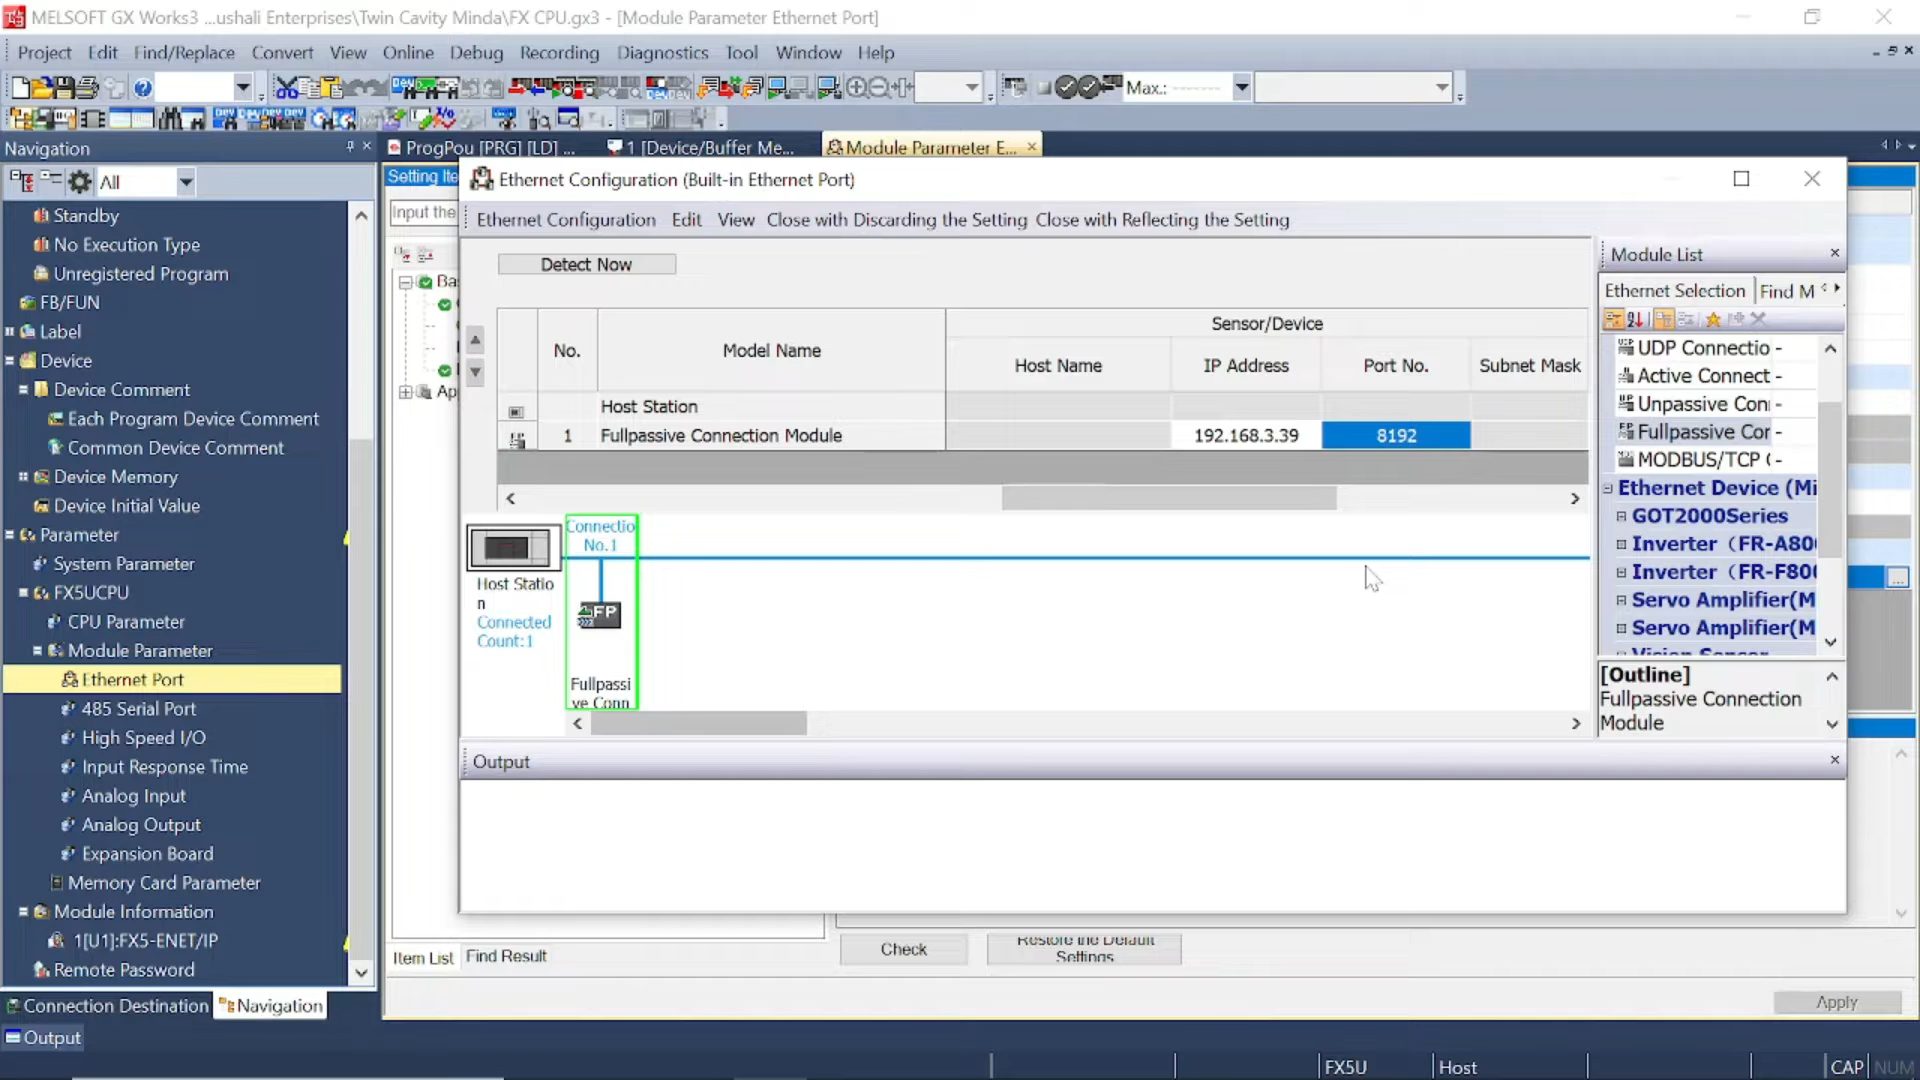 MELSOFT GX Works3 ...ushali Enterprises\Twin Cavity Minda\FX CPU.gx3 - [Module Parameter Ethernet Port]
Project Edit Find/Replace Convert View Online Debug Recording Diagnostics Tool Window Help
Max.: -------
Navigation
ProgPou [PRG] [LD] ...
1 [Device/Buffer Me...
Module Parameter E...
All
Standby
No Execution Type
Unregistered Program
FB/FUN
Label
Device
Device Comment
Each Program Device Comment
Common Device Comment
Device Memory
Device Initial Value
Parameter
System Parameter
FX5UCPU
CPU Parameter
Module Parameter
Ethernet Port
485 Serial Port
High Speed I/O
Input Response Time
Analog Input
Analog Output
Expansion Board
Memory Card Parameter
Module Information
1[U1]:FX5-ENET/IP
Remote Password
Connection Destination
Navigation
Output
Setting Ite
Input the
Ba
Ap
Item List
Find Result
Ethernet Configuration (Built-in Ethernet Port)
Ethernet Configuration Edit View Close with Discarding the Setting Close with Reflecting the Setting
Detect Now
Sensor/Device
No. Model Name Host Name IP Address Port No. Subnet Mask
Host Station
1 Fullpassive Connection Module 192.168.3.39 8192
Connectio
No.1
Host Statio
n
Connected
Count:1
FP
Fullpassi
ve Conn
Module List
Ethernet Selection Find M
UDP Connectio -
Active Connect -
Unpassive Con -
Fullpassive Cor -
MODBUS/TCP ( -
Ethernet Device (Mi
GOT2000Series
Inverter (FR-A80
Inverter (FR-F80
Servo Amplifier(M
Servo Amplifier(M
Vision Sensor
[Outline]
Fullpassive Connection
Module
Output
Check
Restore the Default
Settings
Apply
FX5U Host CAP NUM